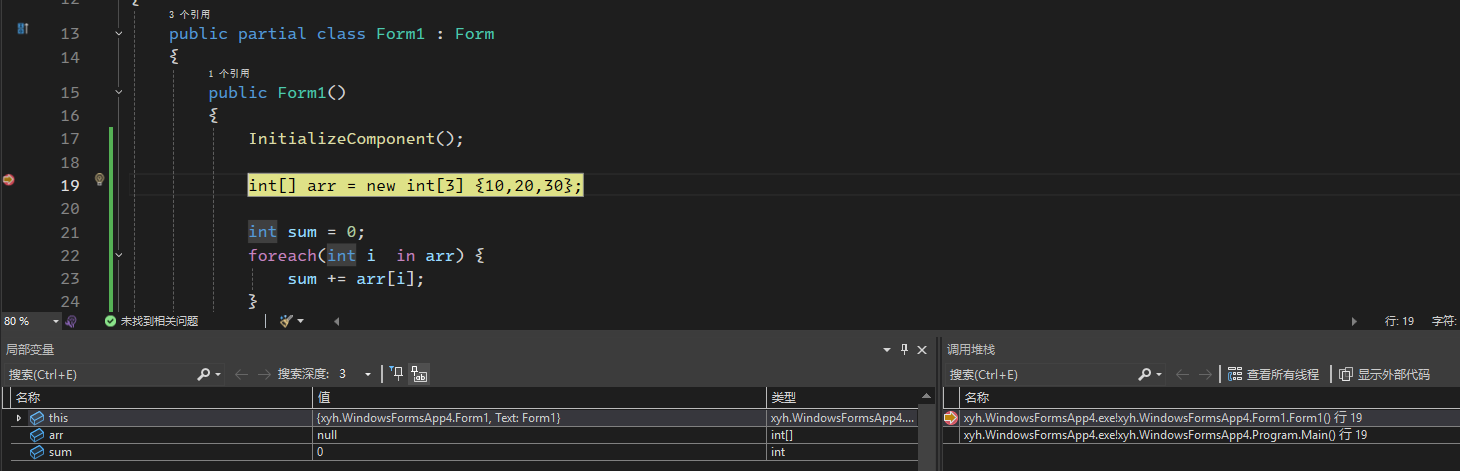 12 {
3 个引用
13 public partial class Form1 : Form
14 {
1 个引用
15 public Form1()
16 {
17 InitializeComponent();
18
19 int[] arr = new int[3] {10,20,30};
20
21 int sum = 0;
22 foreach(int i  in arr) {
23 sum += arr[i];
24 }
80 % 未找到相关问题 行: 19 字符:
局部变量
搜索(Ctrl+E) 搜索深度: 3
名称 值 类型
this {xyh.WindowsFormsApp4.Form1, Text: Form1} xyh.WindowsFormsApp4....
arr null int[]
sum 0 int
调用堆栈
搜索(Ctrl+E) 查看所有线程 显示外部代码
名称
xyh.WindowsFormsApp4.exe!xyh.WindowsFormsApp4.Form1.Form1() 行 19
xyh.WindowsFormsApp4.exe!xyh.WindowsFormsApp4.Program.Main() 行 19